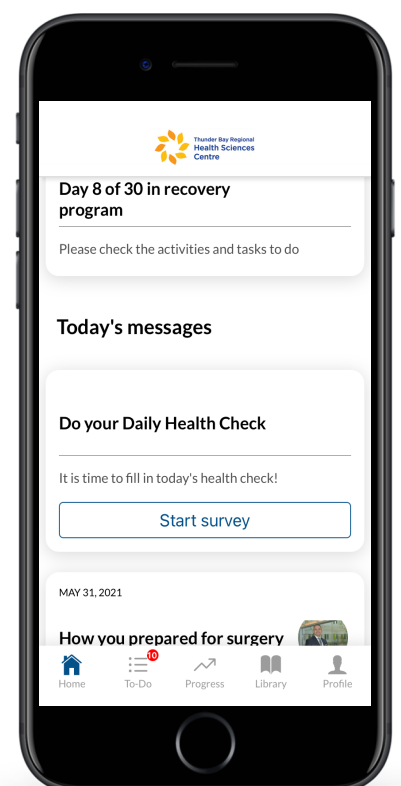 Thunder Bay Regional
Health Sciences
Centre
Day 8 of 30 in recovery
program
Please check the activities and tasks to do
Today's messages
Do your Daily Health Check
It is time to fill in today's health check!
Start survey
MAY 31, 2021
How you prepared for surgery
10
Home
To-Do
Progress
Library
Profile